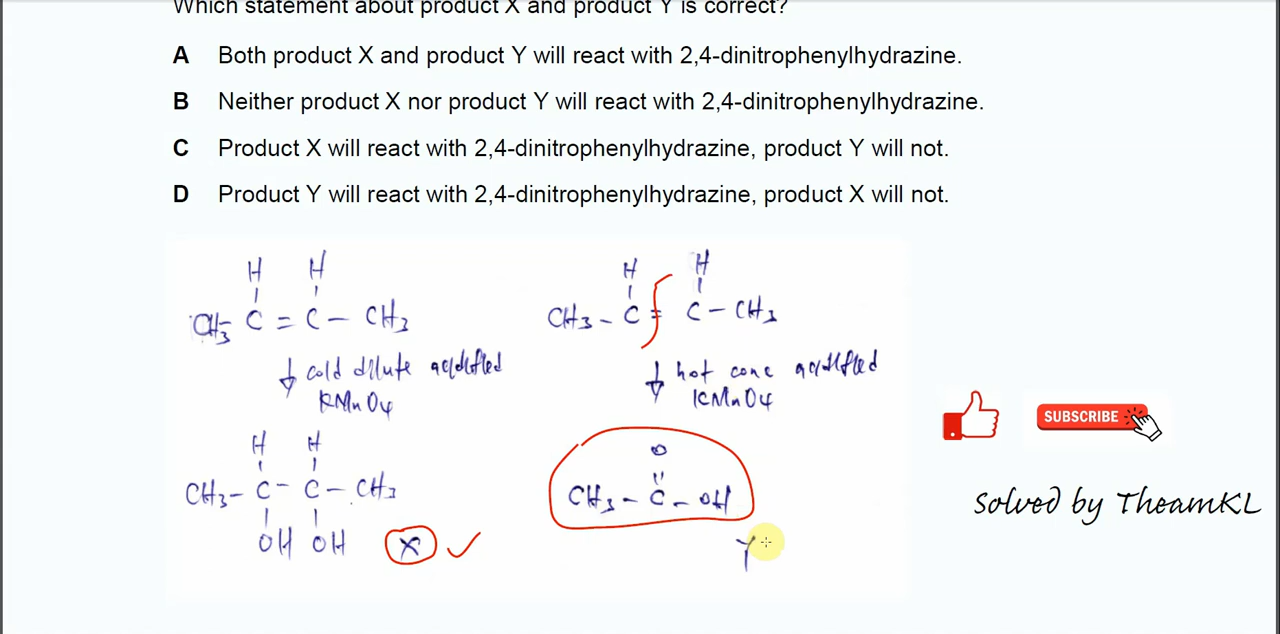 Which statement about product X and product Y is correct?
A Both product X and product Y will react with 2,4-dinitrophenylhydrazine.
B Neither product X nor product Y will react with 2,4-dinitrophenylhydrazine.
C Product X will react with 2,4-dinitrophenylhydrazine, product Y will not.
D Product Y will react with 2,4-dinitrophenylhydrazine, product X will not.
H H
CH3 - C = C - CH3
↓ cold dilute acidified
KMnO4
H H
CH3 - C - C - CH3
OH OH X ✓
H H
CH3 - C = C - CH3
↓ hot conc acidified
KMnO4
O
CH3 - C - OH
Y
SUBSCRIBE
Solved by TheamKL